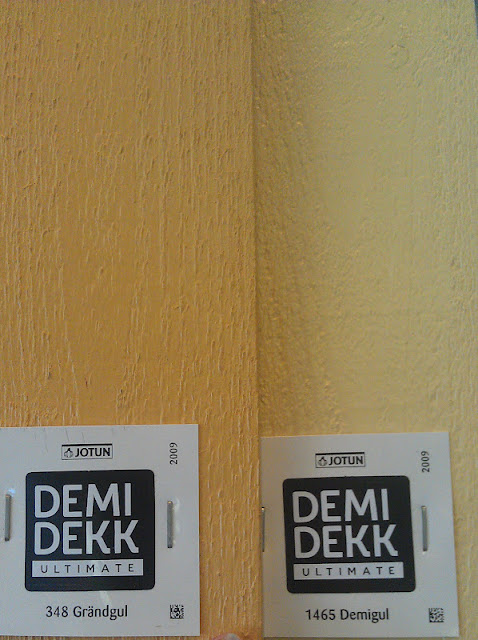 JOTUN
2009
DEMI
DEKK
ULTIMATE
348 Grändgul
JOTUN
2009
DEMI
DEKK
ULTIMATE
1465 Demigul